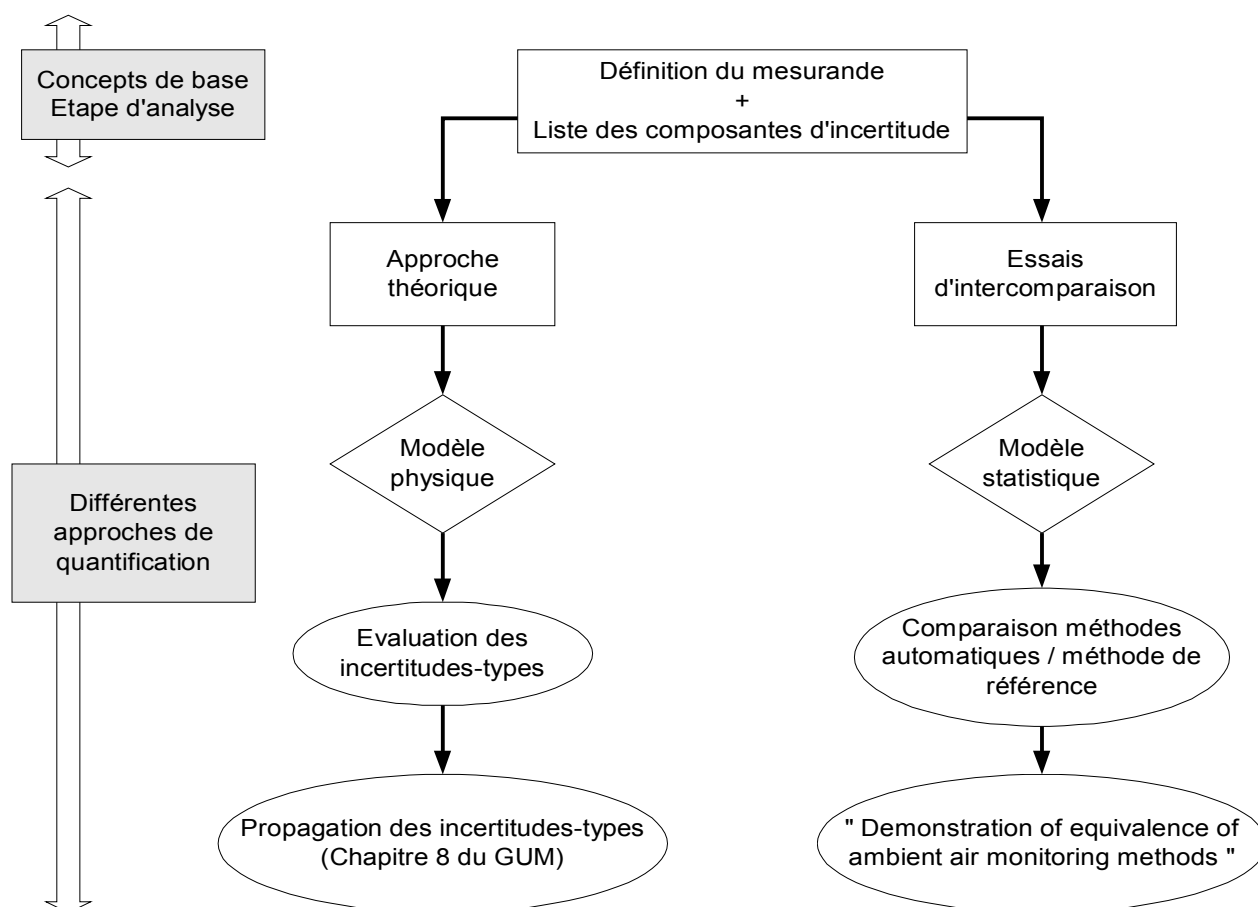 Concepts de base
Etape d'analyse
Définition du mesurande
+
Liste des composantes d'incertitude
Approche
théorique
Essais
d'intercomparaison
Modèle
physique
Modèle
statistique
Différentes
approches de
quantification
Evaluation des
incertitudes-types
Comparaison méthodes
automatiques / méthode de
référence
Propagation des incertitudes-types
(Chapitre 8 du GUM)
" Demonstration of equivalence of
ambient air monitoring methods "